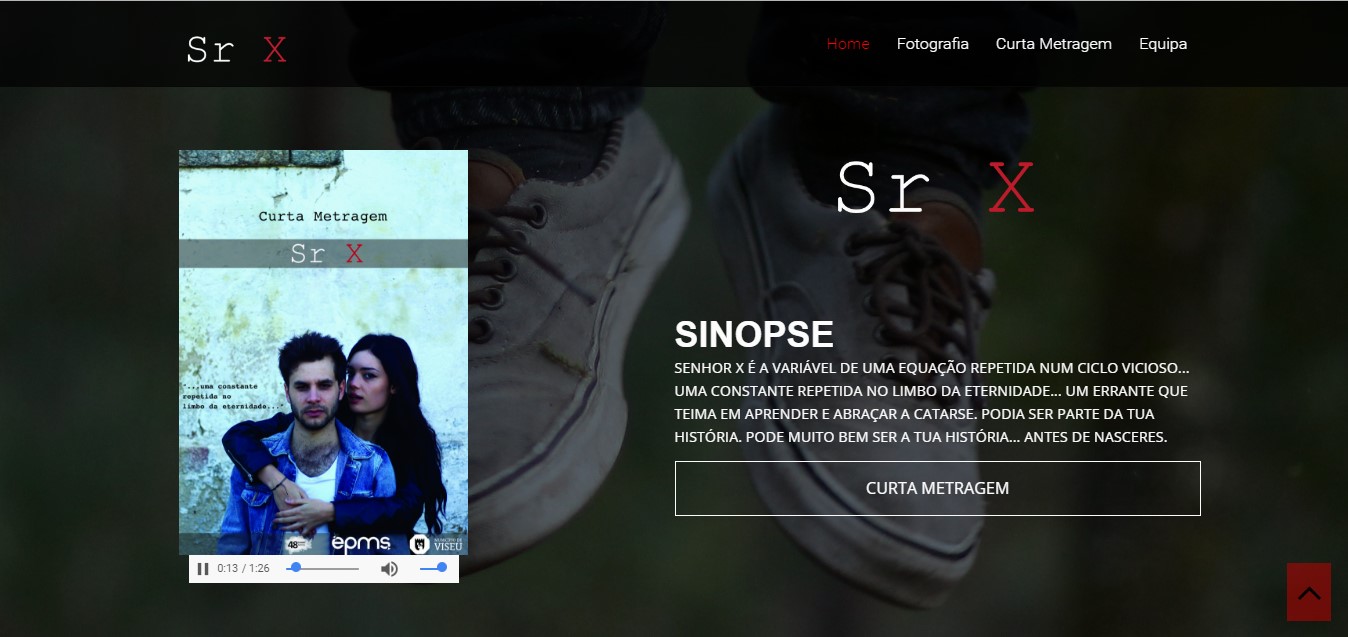 Sr X
Home Fotografia Curta Metragem Equipa
Curta Metragem
Sr X
"...uma constante
repetida no
limbo da eternidade..."
48
epms
MUNICÍPIO DE
VISEU
0:13 / 1:26
Sr X
SINOPSE
SENHOR X É A VARIÁVEL DE UMA EQUAÇÃO REPETIDA NUM CICLO VICIOSO...
UMA CONSTANTE REPETIDA NO LIMBO DA ETERNIDADE... UM ERRANTE QUE
TEIMA EM APRENDER E ABRAÇAR A CATARSE. PODIA SER PARTE DA TUA
HISTÓRIA. PODE MUITO BEM SER A TUA HISTÓRIA... ANTES DE NASCERES.
CURTA METRAGEM